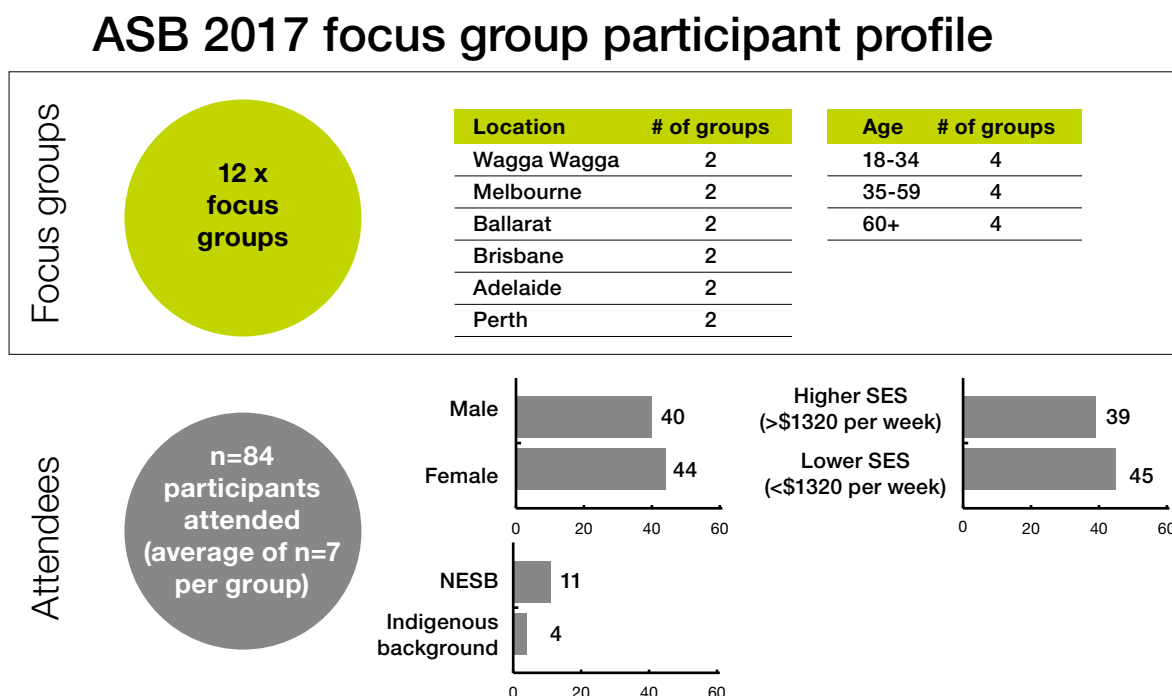 ASB 2017 focus group participant profile
Focus groups
12 x
focus
groups
Location # of groups
Wagga Wagga 2
Melbourne 2
Ballarat 2
Brisbane 2
Adelaide 2
Perth 2
Age # of groups
18-34 4
35-59 4
60+ 4
Attendees
n=84
participants
attended
(average of n=7
per group)
Male 40
Female 44
0 20 40 60
Higher SES
(>$1320 per week) 39
Lower SES
(<$1320 per week) 45
0 20 40 60
NESB 11
Indigenous
background 4
0 20 40 60